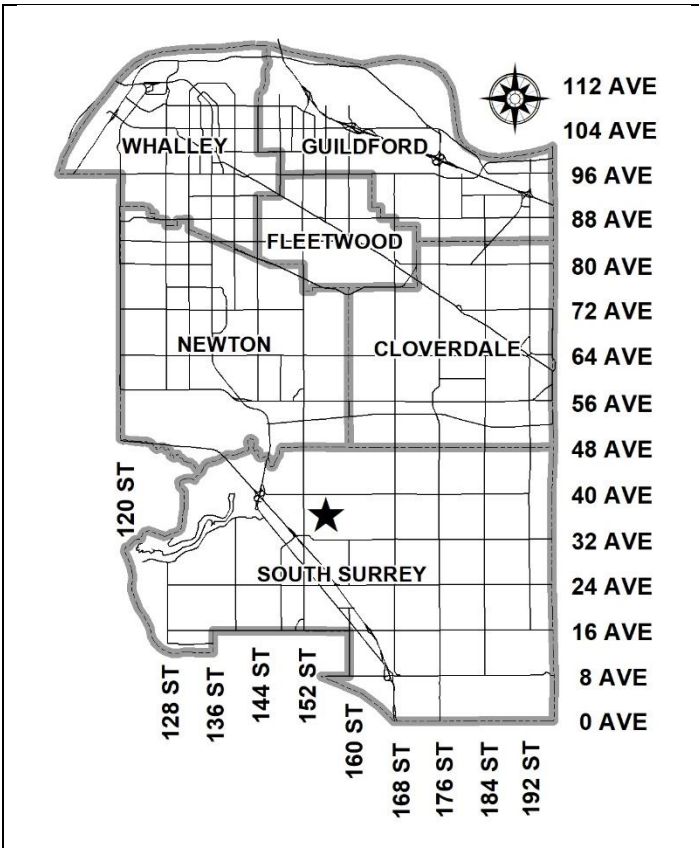 112 AVE
104 AVE
WHALLEY
GUILDFORD
96 AVE
88 AVE
FLEETWOOD
80 AVE
72 AVE
NEWTON
CLOVERDALE
64 AVE
56 AVE
48 AVE
120 ST
40 AVE
32 AVE
SOUTH SURREY
24 AVE
16 AVE
8 AVE
0 AVE
128 ST
136 ST
144 ST
152 ST
160 ST
168 ST
176 ST
184 ST
192 ST